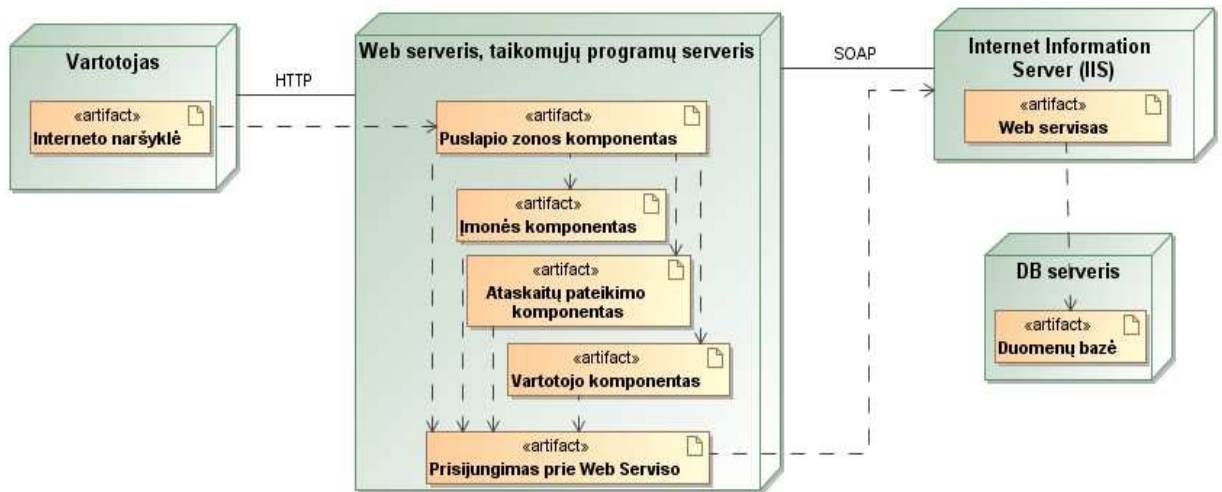 Vartotojas
«artifact»
Interneto naršyklė
HTTP
Web serveris, taikomųjų programų serveris
«artifact»
Puslapio zonos komponentas
«artifact»
Įmonės komponentas
«artifact»
Ataskaitų pateikimo
komponentas
«artifact»
Vartotojo komponentas
«artifact»
Prisijungimas prie Web Serviso
SOAP
Internet Information
Server (IIS)
«artifact»
Web servisas
DB serveris
«artifact»
Duomenų bazė